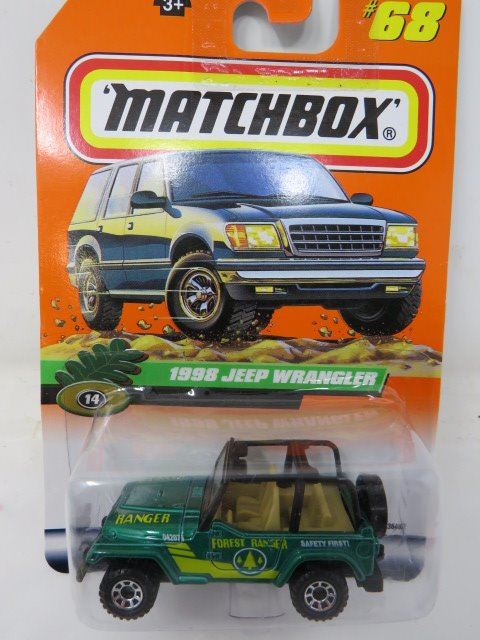 3+
#68
'MATCHBOX'®
1998 JEEP WRANGLER
14
RANGER
FOREST RANGER
SAFETY FIRST!